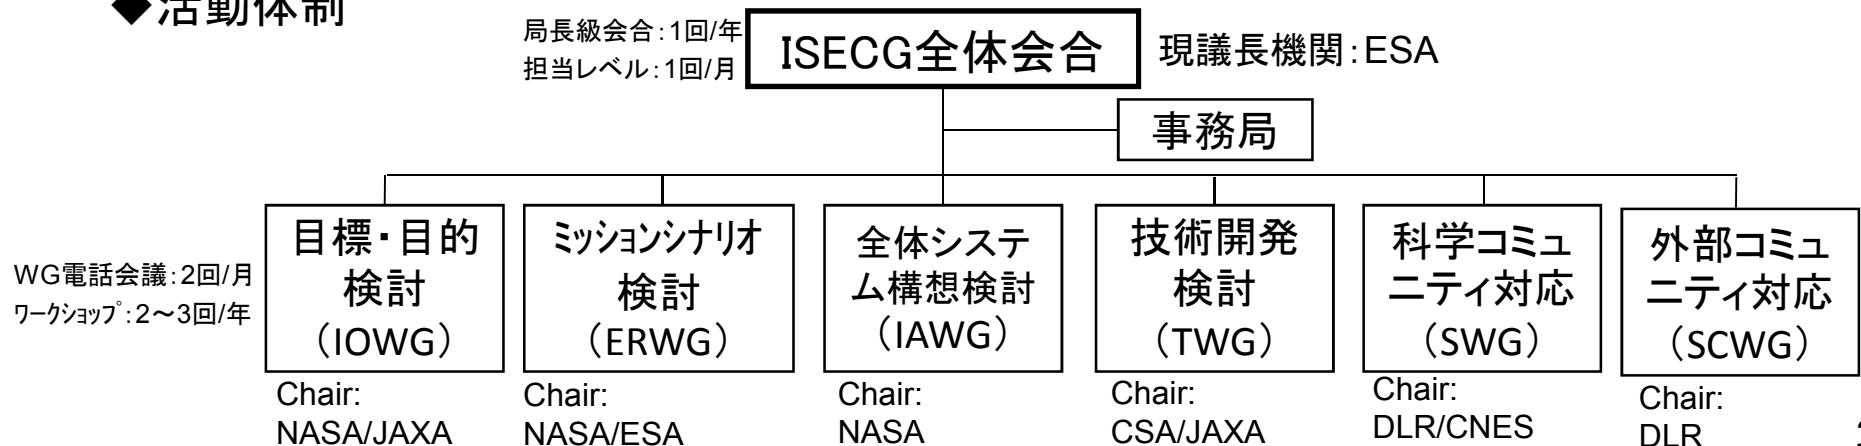 ◆活動体制
局長級会合：1回/年
担当レベル：1回/月
ISECG全体会合
現議長機関：ESA
事務局
WG電話会議：2回/月
ﾜｰｸｼｮｯﾌﾟ：2～3回/年
目標・目的
検討
（IOWG）
Chair:
NASA/JAXA
ﾐｯｼｮﾝｼﾅﾘｵ
検討
（ERWG）
Chair:
NASA/ESA
全体システ
ム構想検討
（IAWG）
Chair:
NASA
技術開発
検討
（TWG）
Chair:
CSA/JAXA
科学コミュ
ニティ対応
（SWG）
Chair:
DLR/CNES
外部コミュ
ニティ対応
（SCWG）
Chair:
DLR